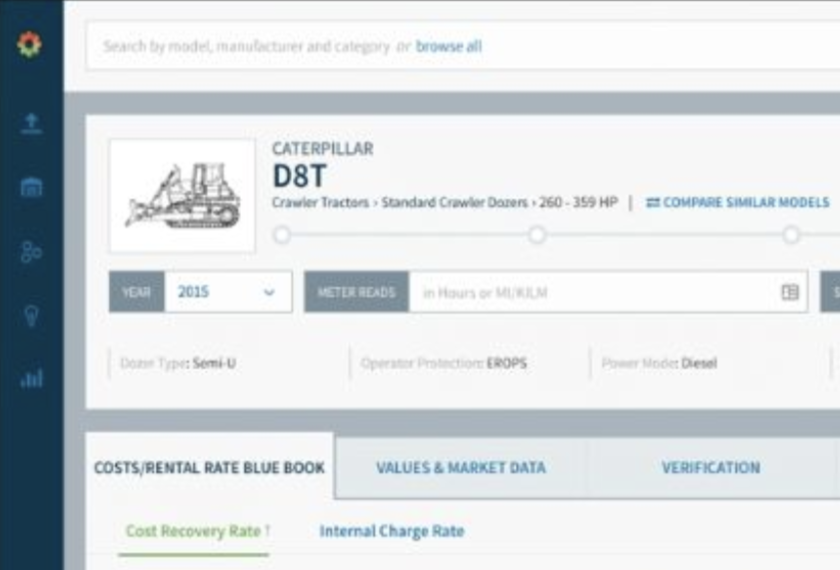 Search by model, manufacturer and category or browse all
CATERPILLAR
D8T
Crawler Tractors › Standard Crawler Dozers › 260 - 359 HP | COMPARE SIMILAR MODELS
YEAR 2015 METER READS in Hours or MI/KILM S
Dozer Type: Semi-U Operator Protection: EROPS Power Mode: Diesel
COSTS/RENTAL RATE BLUE BOOK VALUES & MARKET DATA VERIFICATION
Cost Recovery Rate † Internal Charge Rate